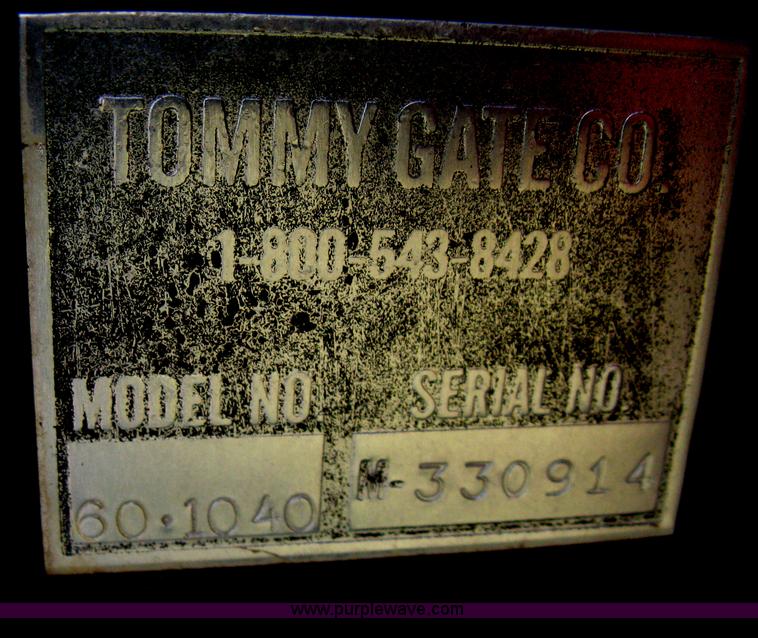 TOMMY GATE CO.
1-800-543-8428
MODEL NO. SERIAL NO.
60·1040 M-330914
www.purplewave.com